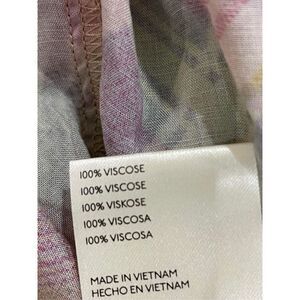 100% VISCOSE
100% VISCOSE
100% VISKOSE
100% VISCOSA
100% VISCOSA
MADE IN VIETNAM
HECHO EN VIETNAM